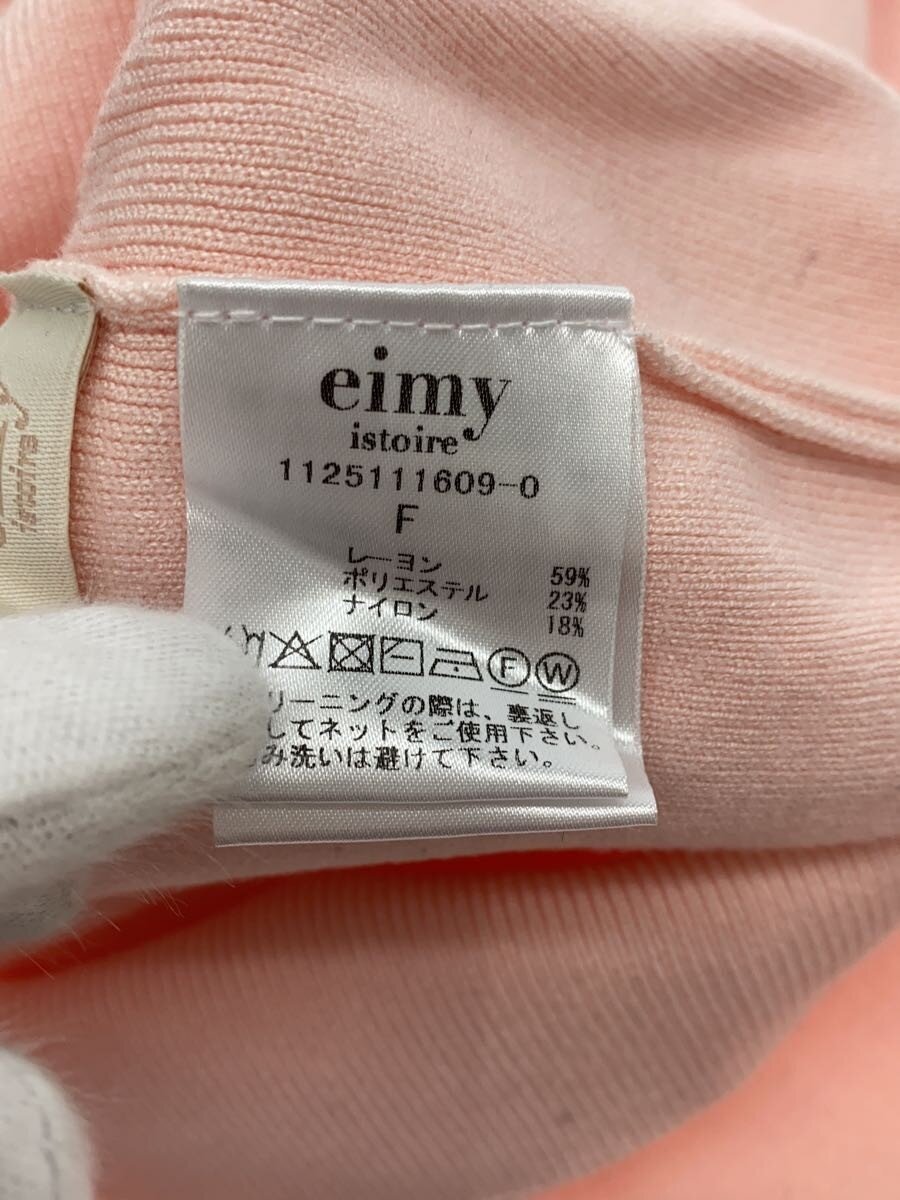 eimy
istoire
1125111609-0
F
レーヨン 59%
ポリエステル 23%
ナイロン 18%
F W
リーニングの際は、裏返し
してネットをご使用下さい。
み洗いは避けて下さい。
istoire